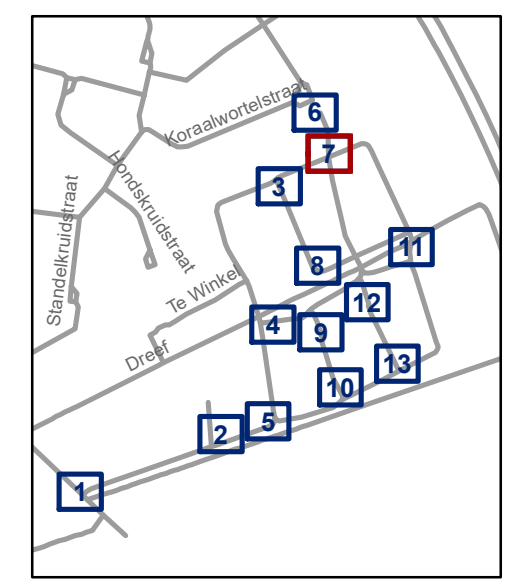 Koraalwortelstraat
6
7
Hondskruidstraat
3
Standelkruidstraat
11
8
Te Winkel
12
4
9
Dreef
13
10
5
2
1